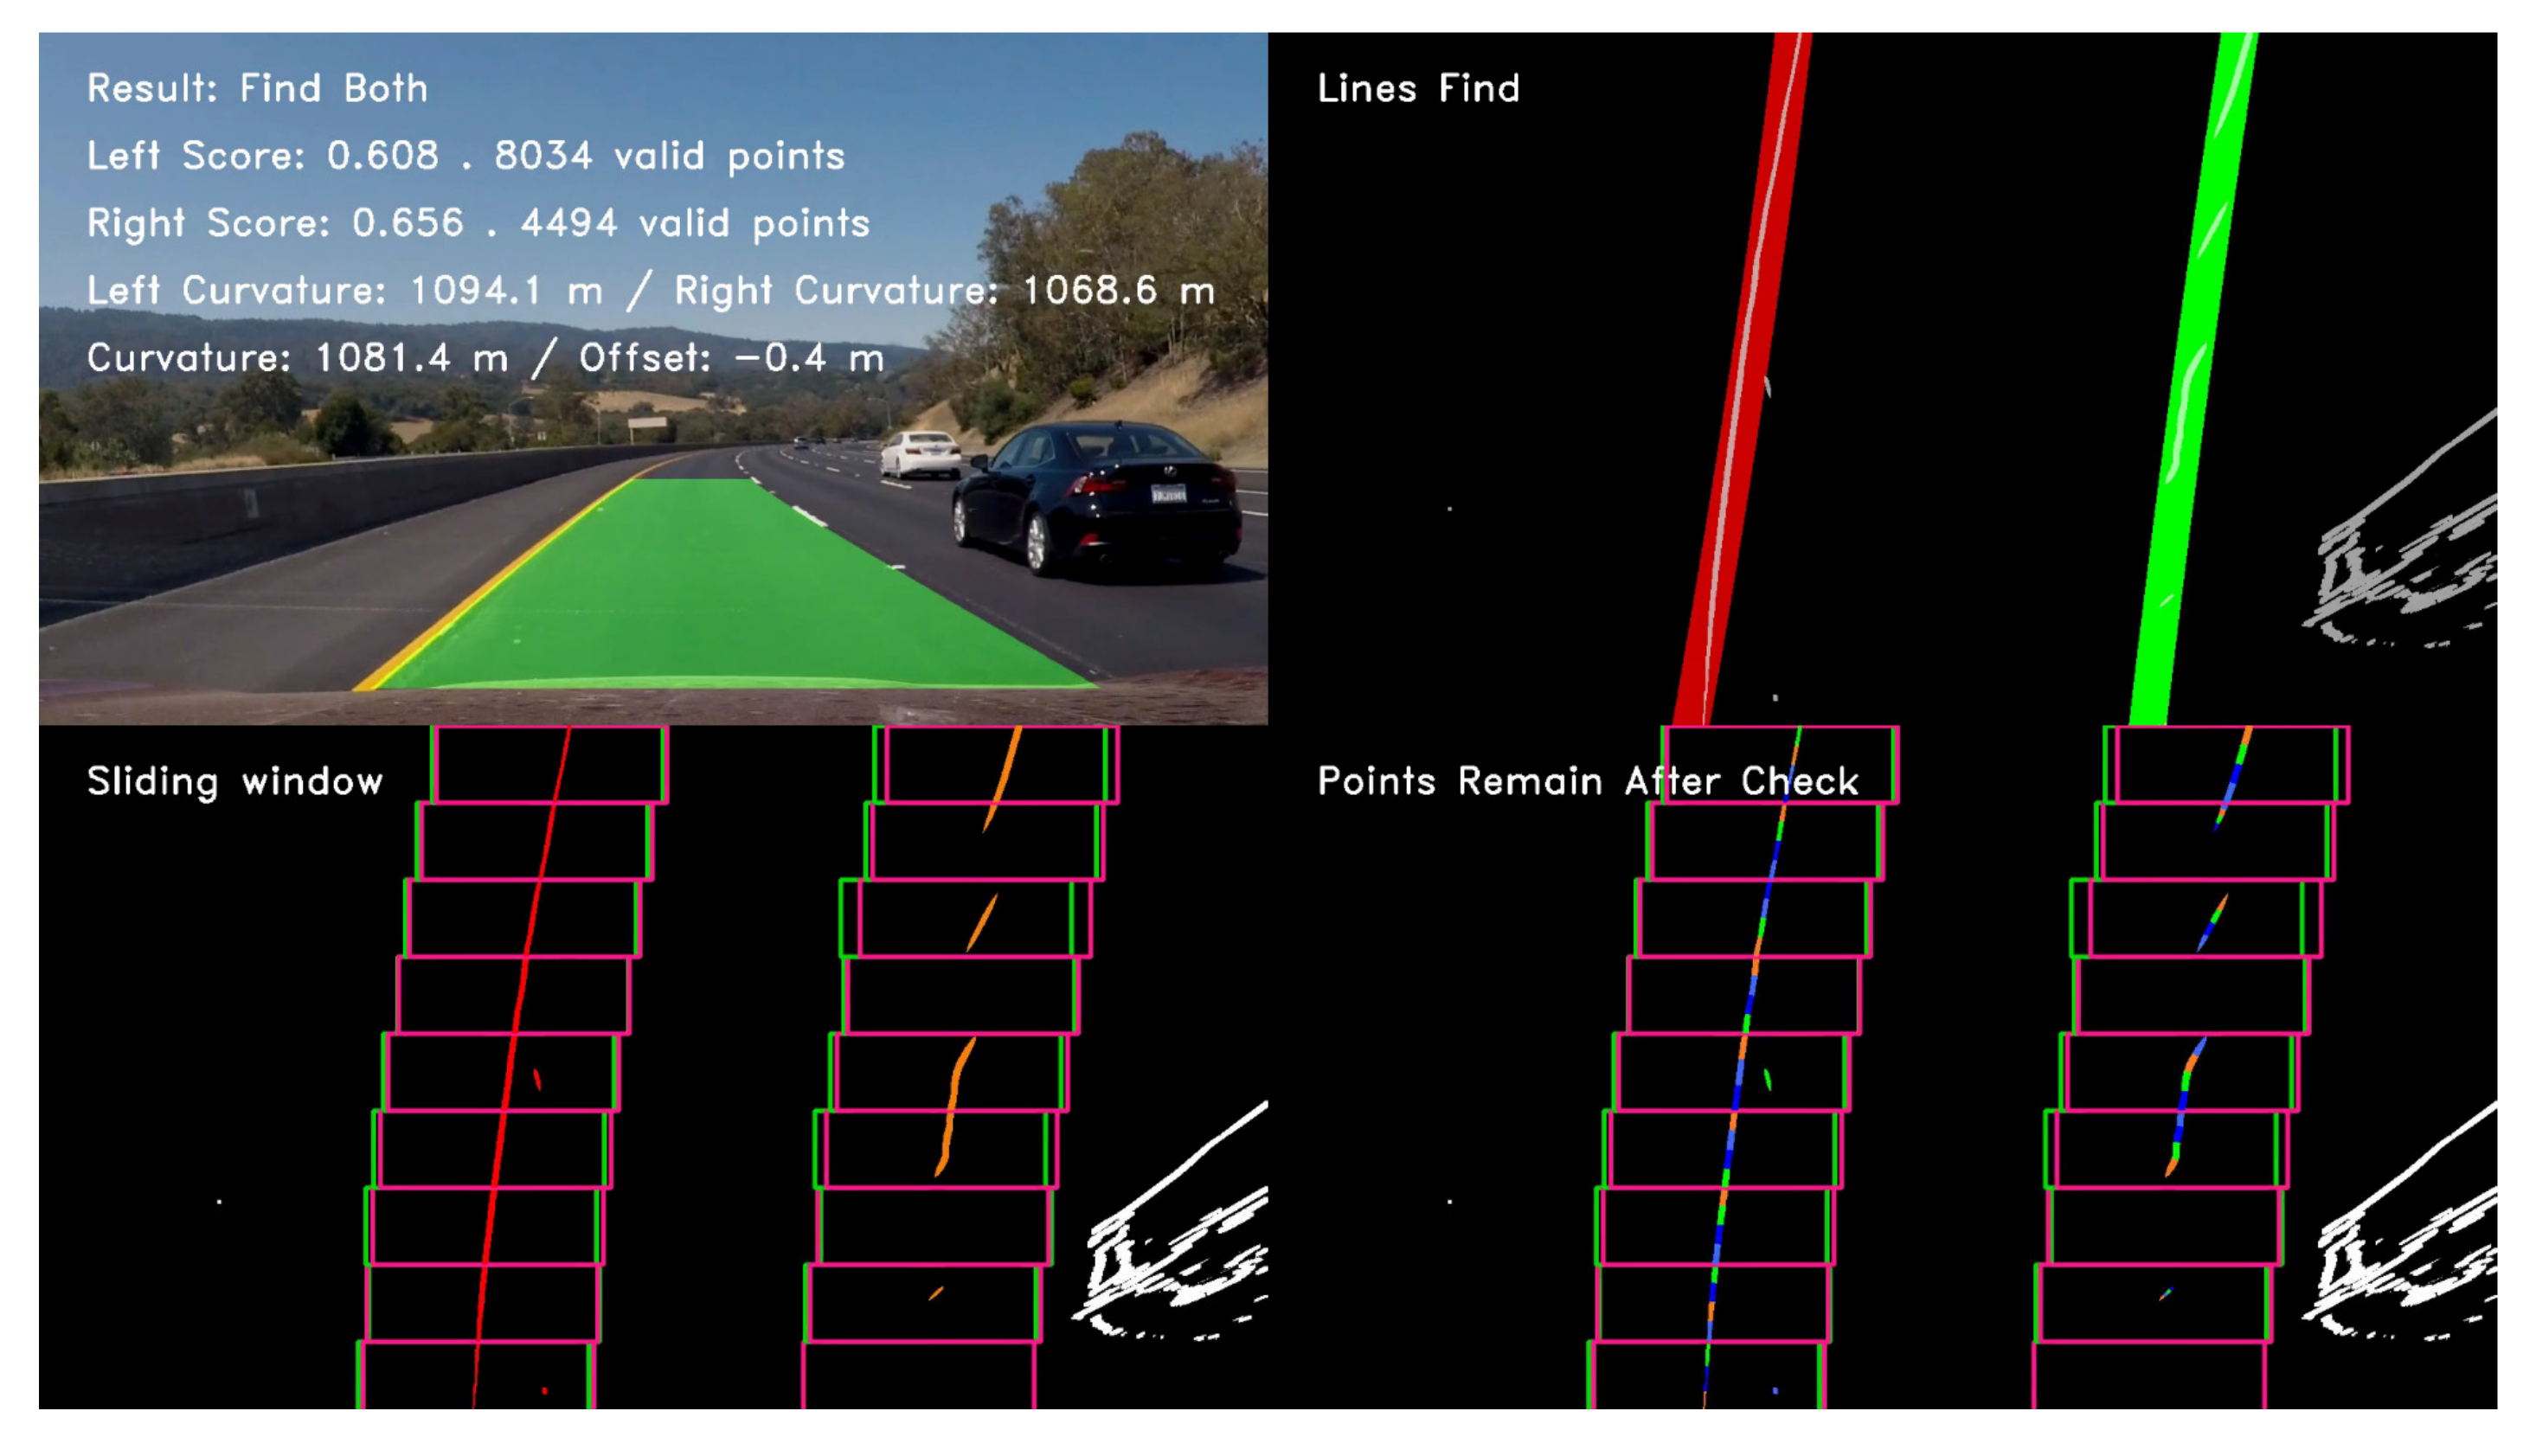 Result: Find Both
Left Score: 0.608 . 8034 valid points
Right Score: 0.656 . 4494 valid points
Left Curvature: 1094.1 m / Right Curvature: 1068.6 m
Curvature: 1081.4 m / Offset: -0.4 m
Lines Find
Sliding window
Points Remain After Check